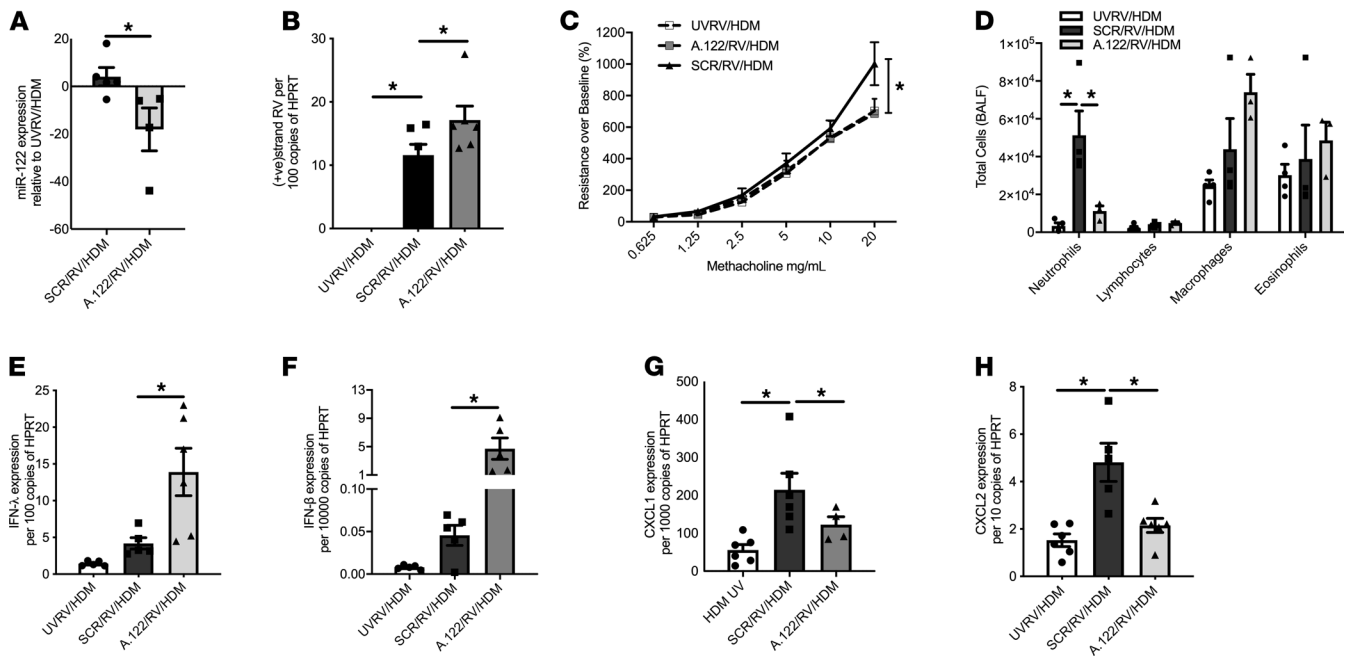 A
miR-122 expression
relative to UVRV/HDM
20
0
-20
-40
-60
*
SCR/RV/HDM
A.122/RV/HDM
B
(+ve)strand RV per
100 copies of HPRT
30
20
10
0
*
*
UV/RV/HDM
SCR/RV/HDM
A.122/RV/HDM
C
UVRV/HDM
A.122/RV/HDM
SCR/RV/HDM
Resistance over Baseline (%)
1200
1000
800
600
400
200
0
*
0.625
1.25
2.5
5
10
20
Methacholine mg/mL
D
UVRV/HDM
SCR/RV/HDM
A.122/RV/HDM
Total Cells (BALF)
1×10⁵
8×10⁴
6×10⁴
4×10⁴
2×10⁴
0
* *
Neutrophils
Lymphocytes
Macrophages
Eosinophils
E
IFN-λ expression
per 100 copies of HPRT
25
20
15
10
5
0
*
UVRV/HDM
SCR/RV/HDM
A.122/RV/HDM
F
IFN-β expression
per 10000 copies of HPRT
13
9
5
1
0.10
0.05
0.00
*
UVRV/HDM
SCR/RV/HDM
A.122/RV/HDM
G
CXCL1 expression
per 1000 copies of HPRT
500
400
300
200
100
0
*
*
HDM UV
SCR/RV/HDM
A.122/RV/HDM
H
CXCL2 expression
per 10 copies of HPRT
8
6
4
2
0
*
*
UVRV/HDM
SCR/RV/HDM
A.122/RV/HDM